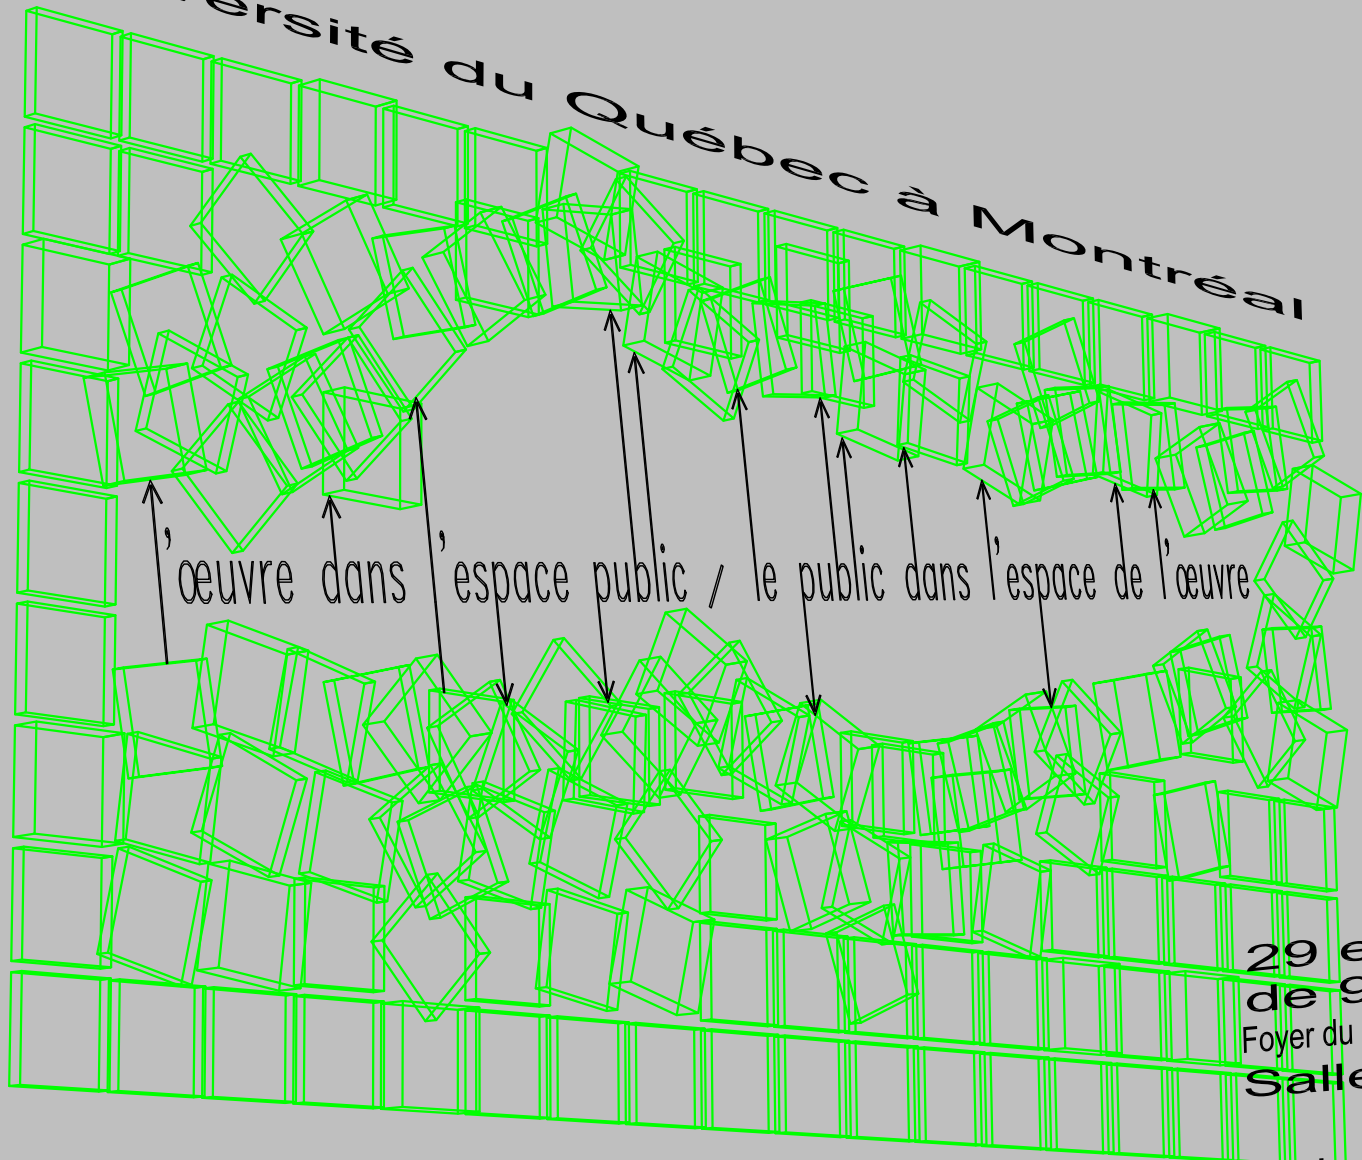 ersité du Québec à Montréal
'œuvre dans l'espace public / le public dans l'espace de l'œuvre
29 e
de 9
Foyer du
Salle